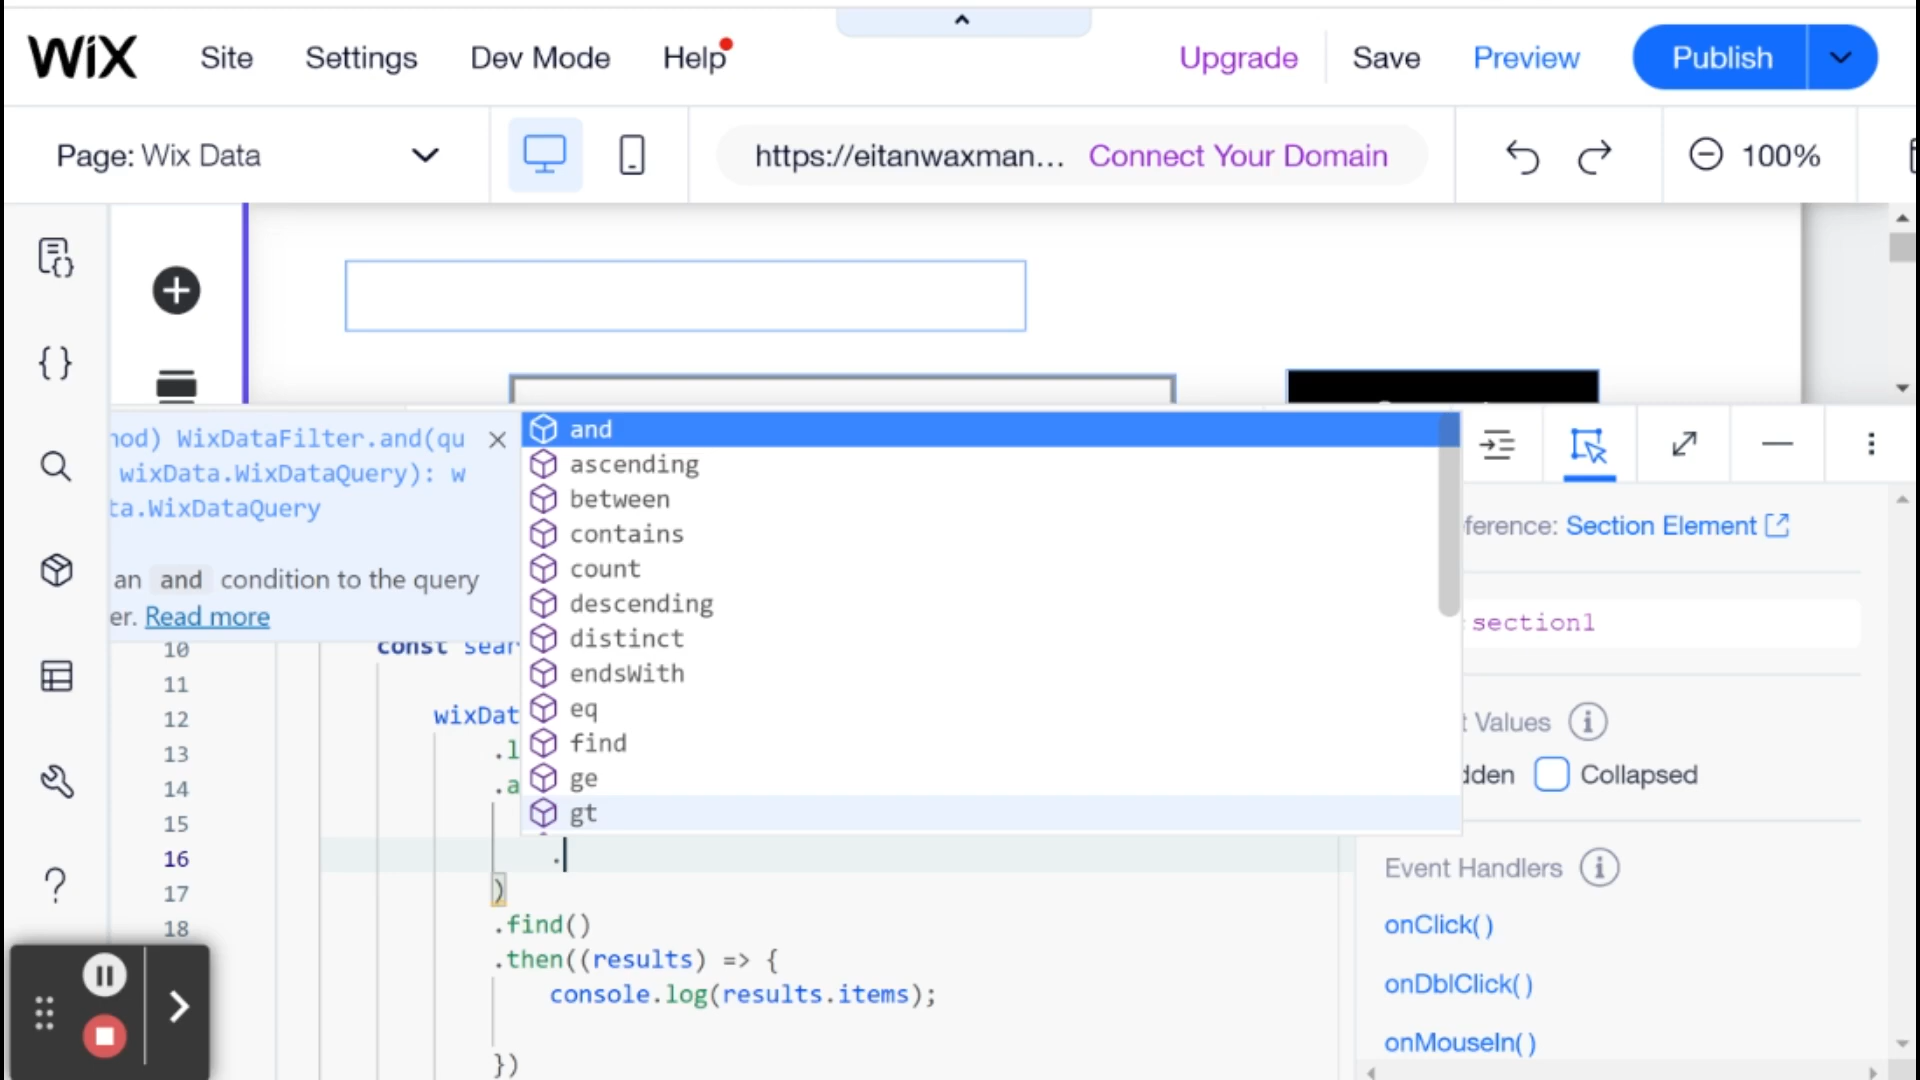 WiX Site Settings Dev Mode Help Upgrade Save Preview Publish
Page: Wix Data https://eitanwaxman... Connect Your Domain 100%
nod) WixDataFilter.and(qu
wixData.WixDataQuery): w
ta.WixDataQuery
an and condition to the query
er. Read more
and
ascending
between
contains
count
descending
distinct
endsWith
eq
find
ge
gt
ference: Section Element
section1
t Values
dden Collapsed
Event Handlers
onClick()
onDblClick()
onMouseIn()
10 const sear
11
12 wixDat
13 .l
14 .a
15
16 .
17 )
18 .find()
.then((results) => {
console.log(results.items);
})